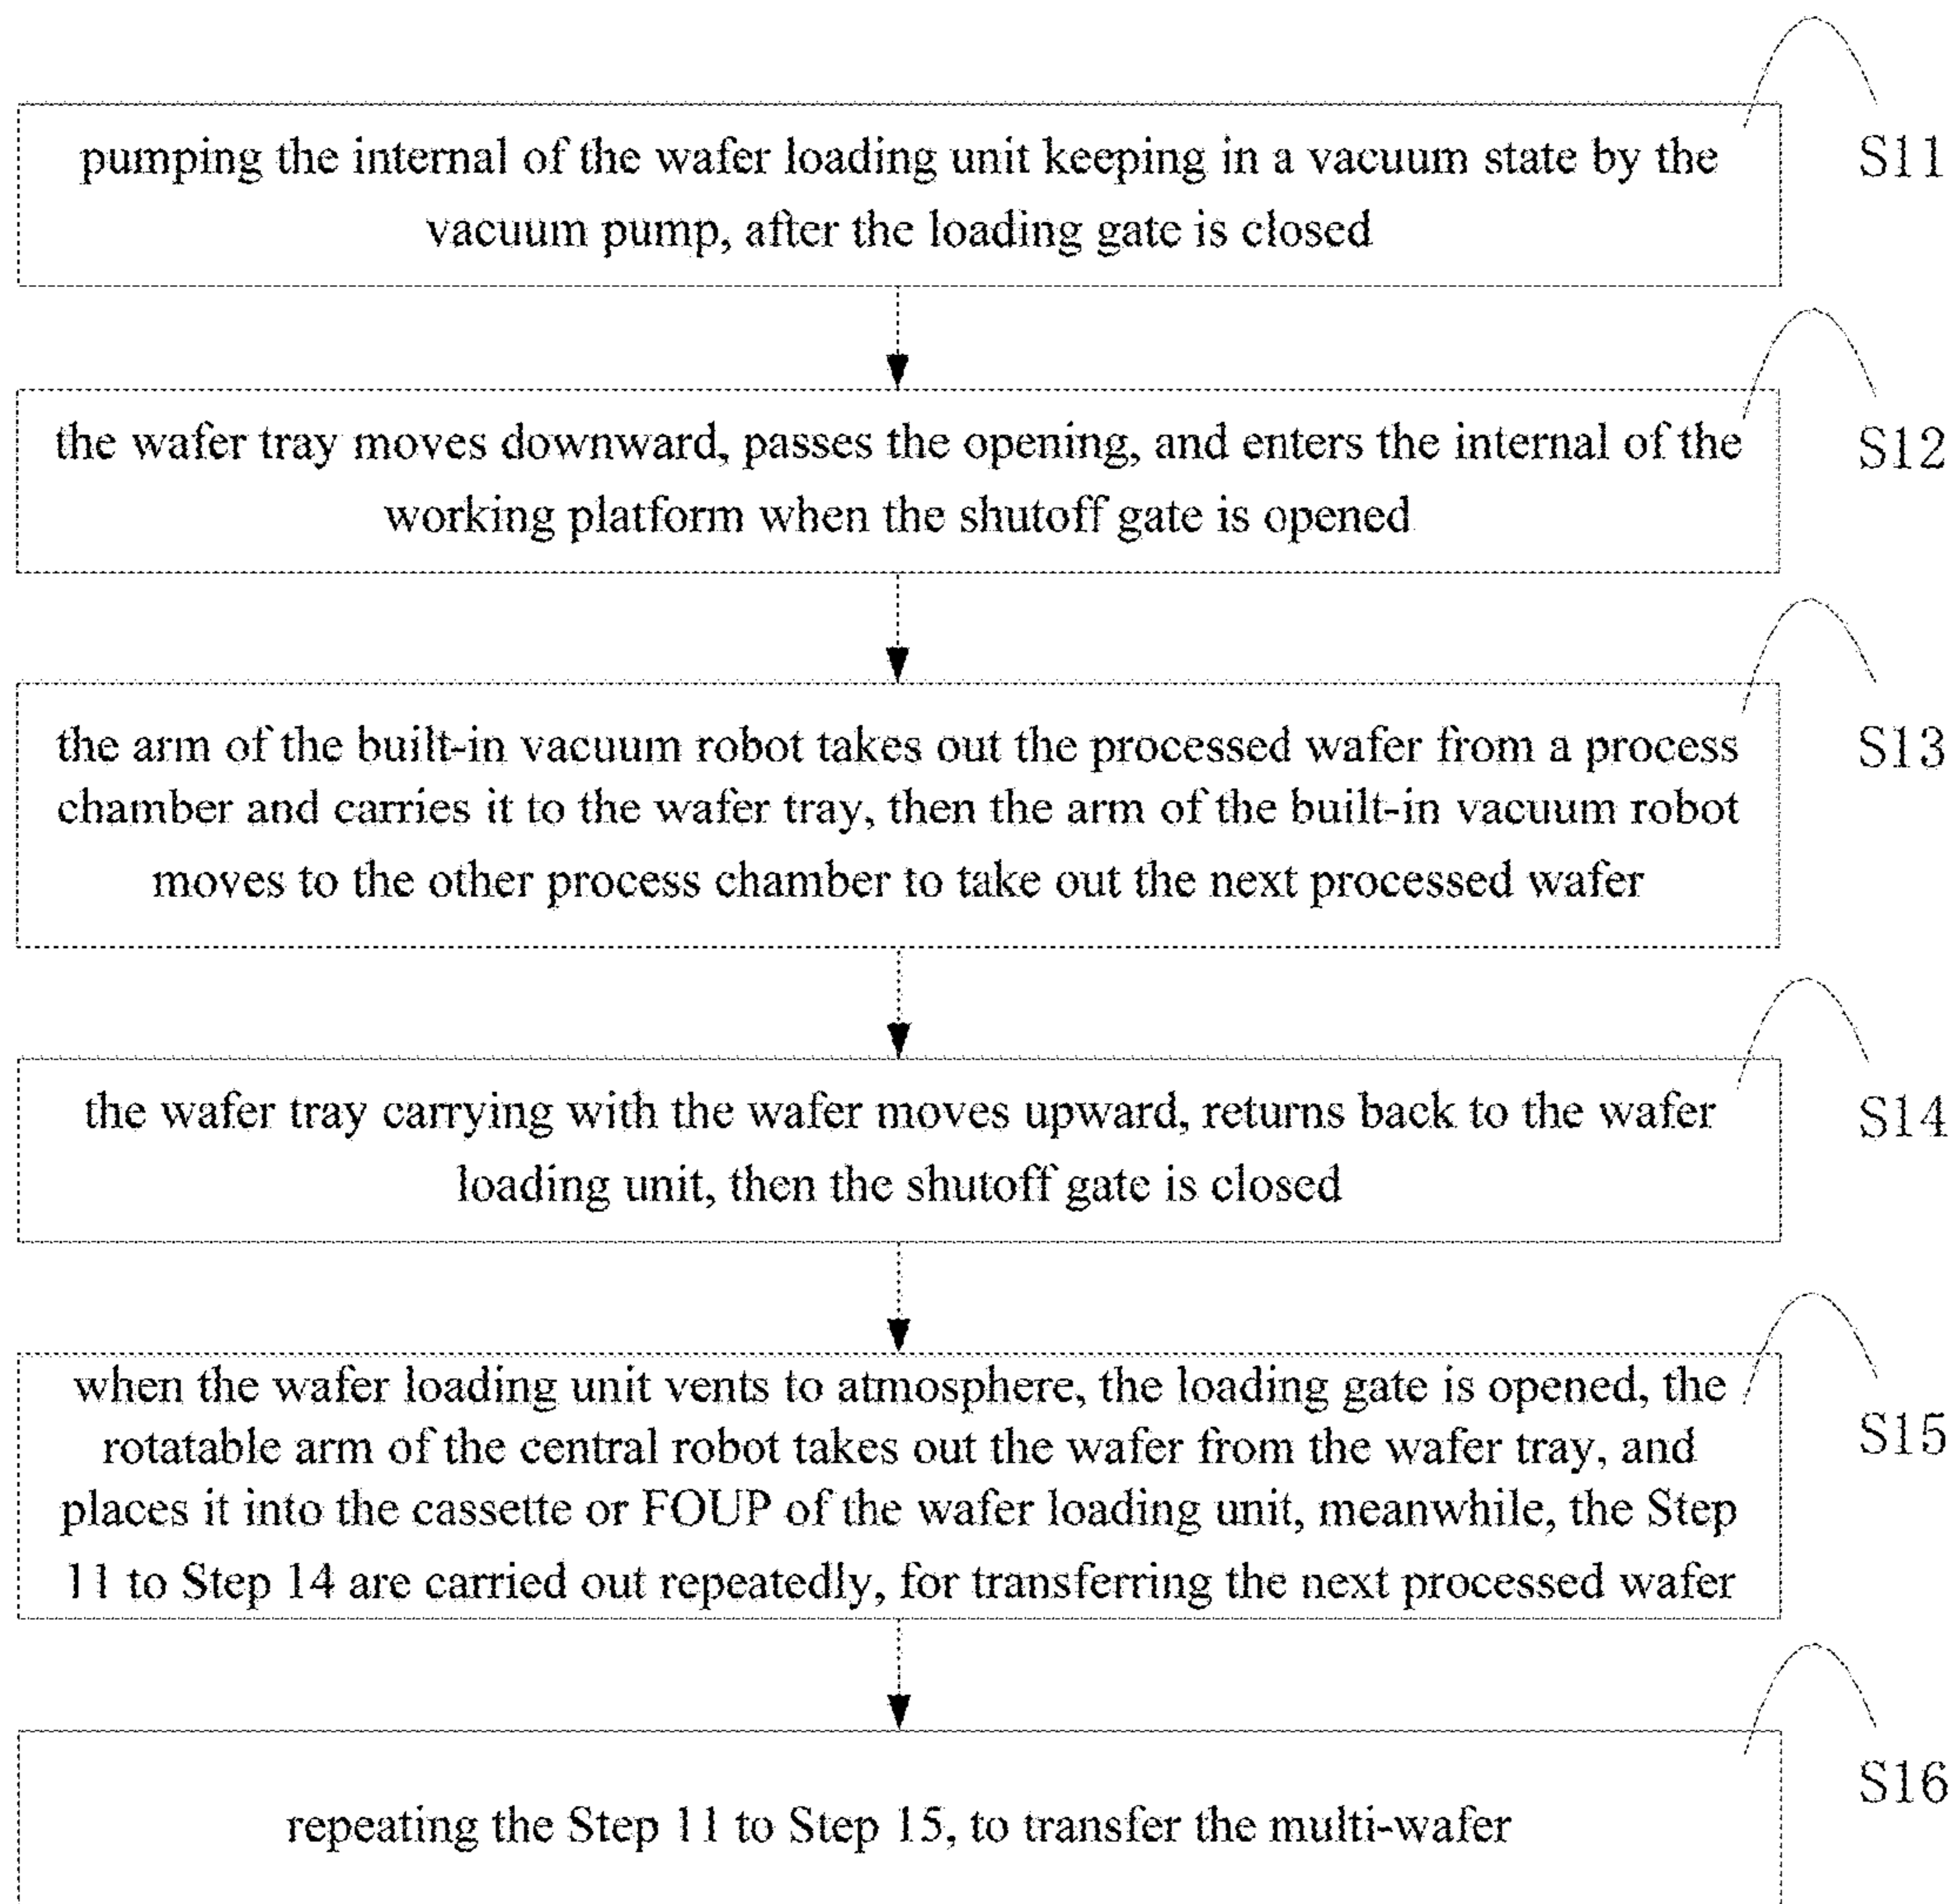 pumping the internal of the wafer loading unit keeping in a vacuum state by the
vacuum pump, after the loading gate is closed
S11
the wafer tray moves downward, passes the opening, and enters the internal of the
working platform when the shutoff gate is opened
S12
the arm of the built-in vacuum robot takes out the processed wafer from a process
chamber and carries it to the wafer tray, then the arm of the built-in vacuum robot
moves to the other process chamber to take out the next processed wafer
S13
the wafer tray carrying with the wafer moves upward, returns back to the wafer
loading unit, then the shutoff gate is closed
S14
when the wafer loading unit vents to atmosphere, the loading gate is opened, the
rotatable arm of the central robot takes out the wafer from the wafer tray, and
places it into the cassette or FOUP of the wafer loading unit, meanwhile, the Step
11 to Step 14 are carried out repeatedly, for transferring the next processed wafer
S15
repeating the Step 11 to Step 15, to transfer the multi-wafer
S16